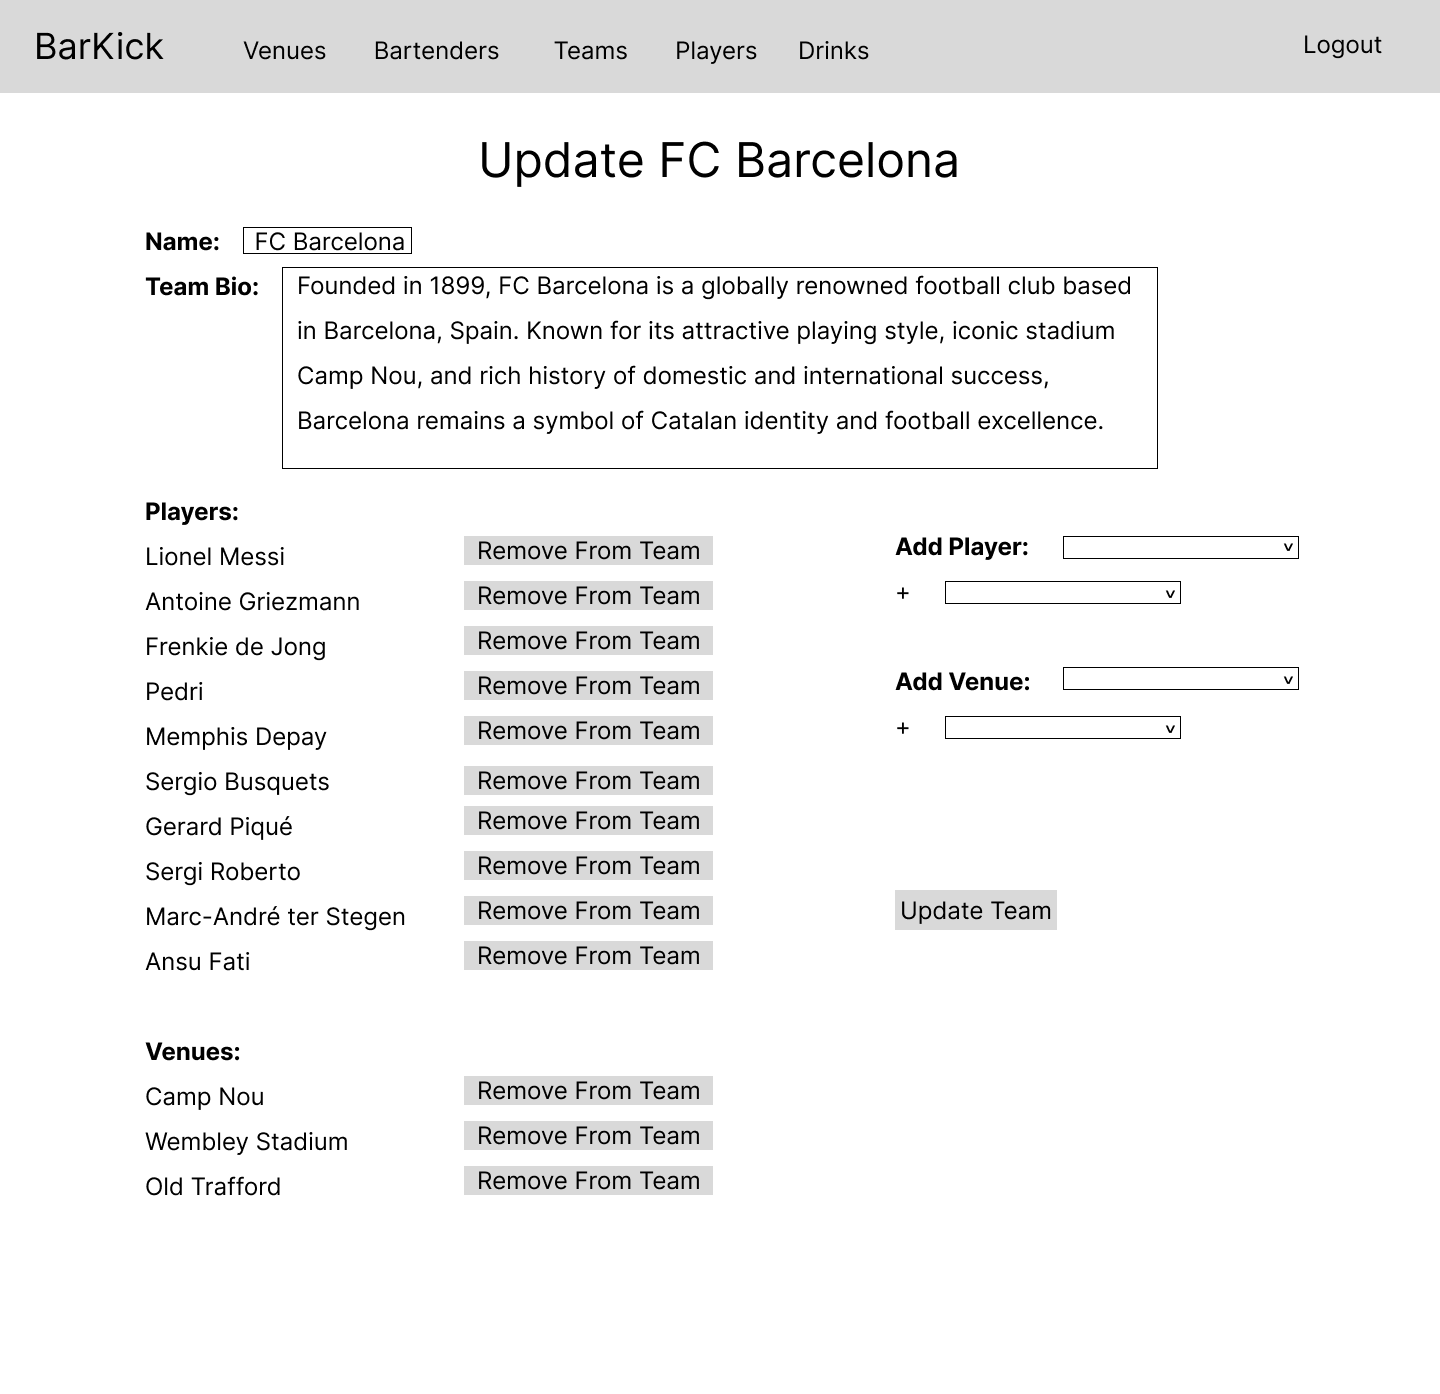 BarKick Venues Bartenders Teams Players Drinks Logout
Update FC Barcelona
Name: FC Barcelona
Team Bio: Founded in 1899, FC Barcelona is a globally renowned football club based
in Barcelona, Spain. Known for its attractive playing style, iconic stadium
Camp Nou, and rich history of domestic and international success,
Barcelona remains a symbol of Catalan identity and football excellence.
Players:
Lionel Messi Remove From Team
Antoine Griezmann Remove From Team
Frenkie de Jong Remove From Team
Pedri Remove From Team
Memphis Depay Remove From Team
Sergio Busquets Remove From Team
Gerard Piqué Remove From Team
Sergi Roberto Remove From Team
Marc-André ter Stegen Remove From Team
Ansu Fati Remove From Team
Venues:
Camp Nou Remove From Team
Wembley Stadium Remove From Team
Old Trafford Remove From Team
Add Player: v
+ v
Add Venue: v
+ v
Update Team